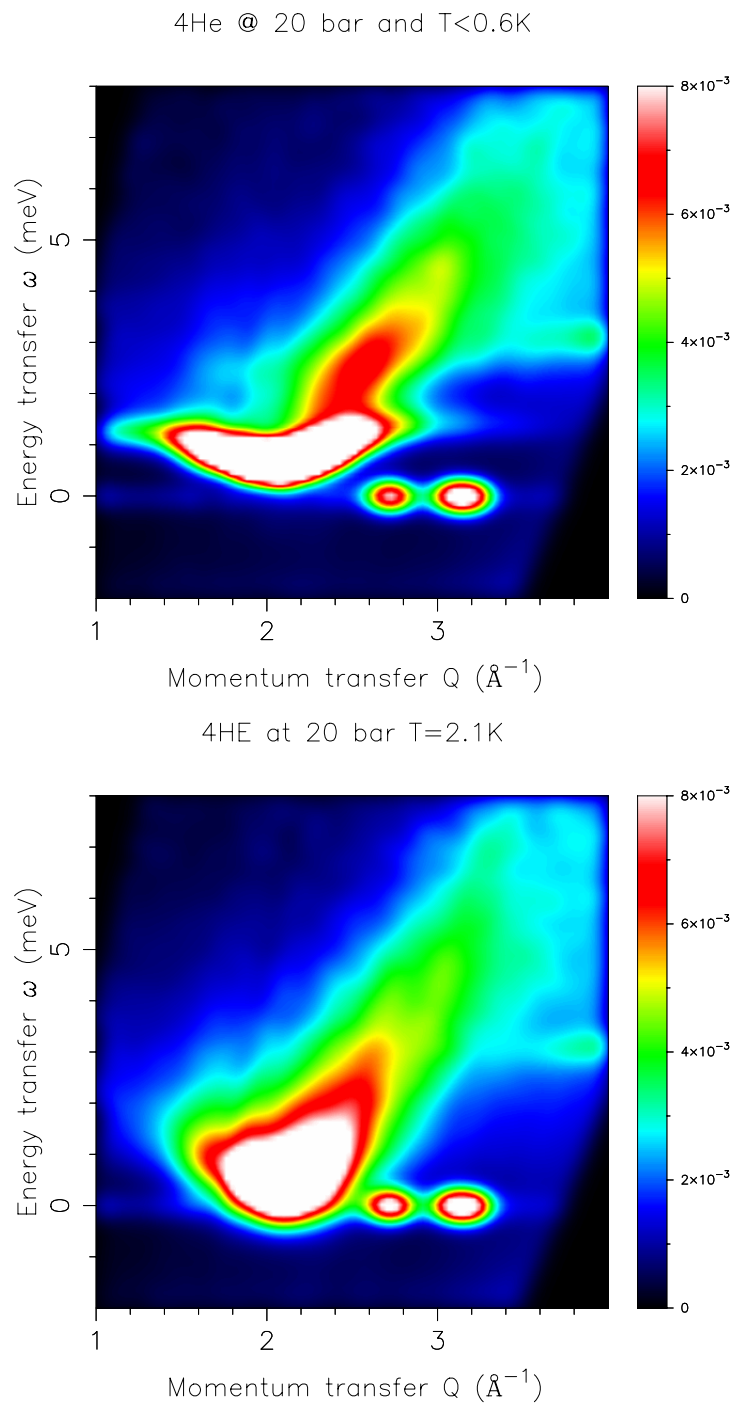 4He @ 20 bar and T<0.6K
8×10⁻³
6×10⁻³
4×10⁻³
2×10⁻³
0
Energy transfer ω (meV)
5
0
1 2 3
Momentum transfer Q (Å⁻¹)
4HE at 20 bar T=2.1K
8×10⁻³
6×10⁻³
4×10⁻³
2×10⁻³
0
Energy transfer ω (meV)
5
0
1 2 3
Momentum transfer Q (Å⁻¹)